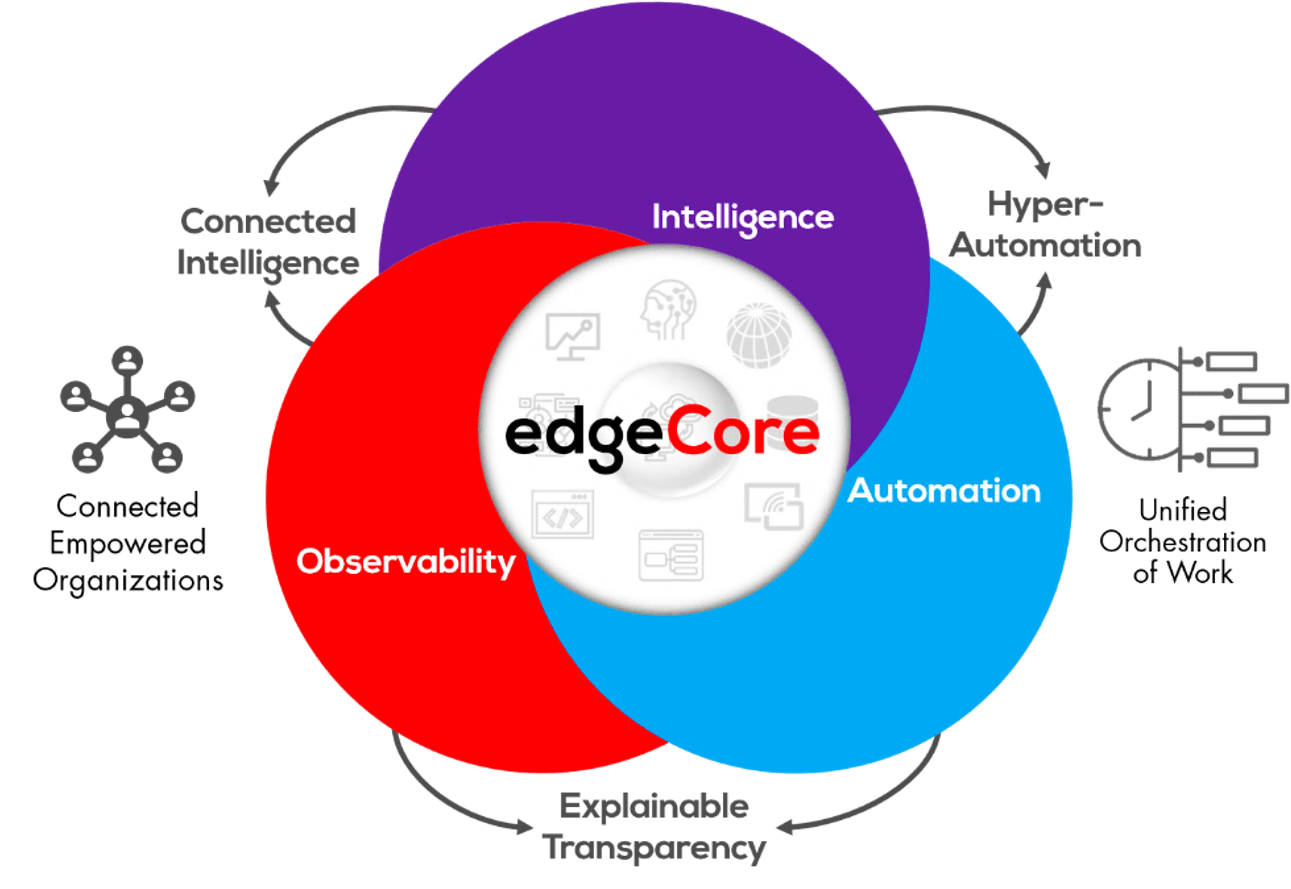 Intelligence
Connected
Intelligence
Hyper-
Automation
edgeCore
Automation
Observability
Connected
Empowered
Organizations
Unified
Orchestration
of Work
Explainable
Transparency